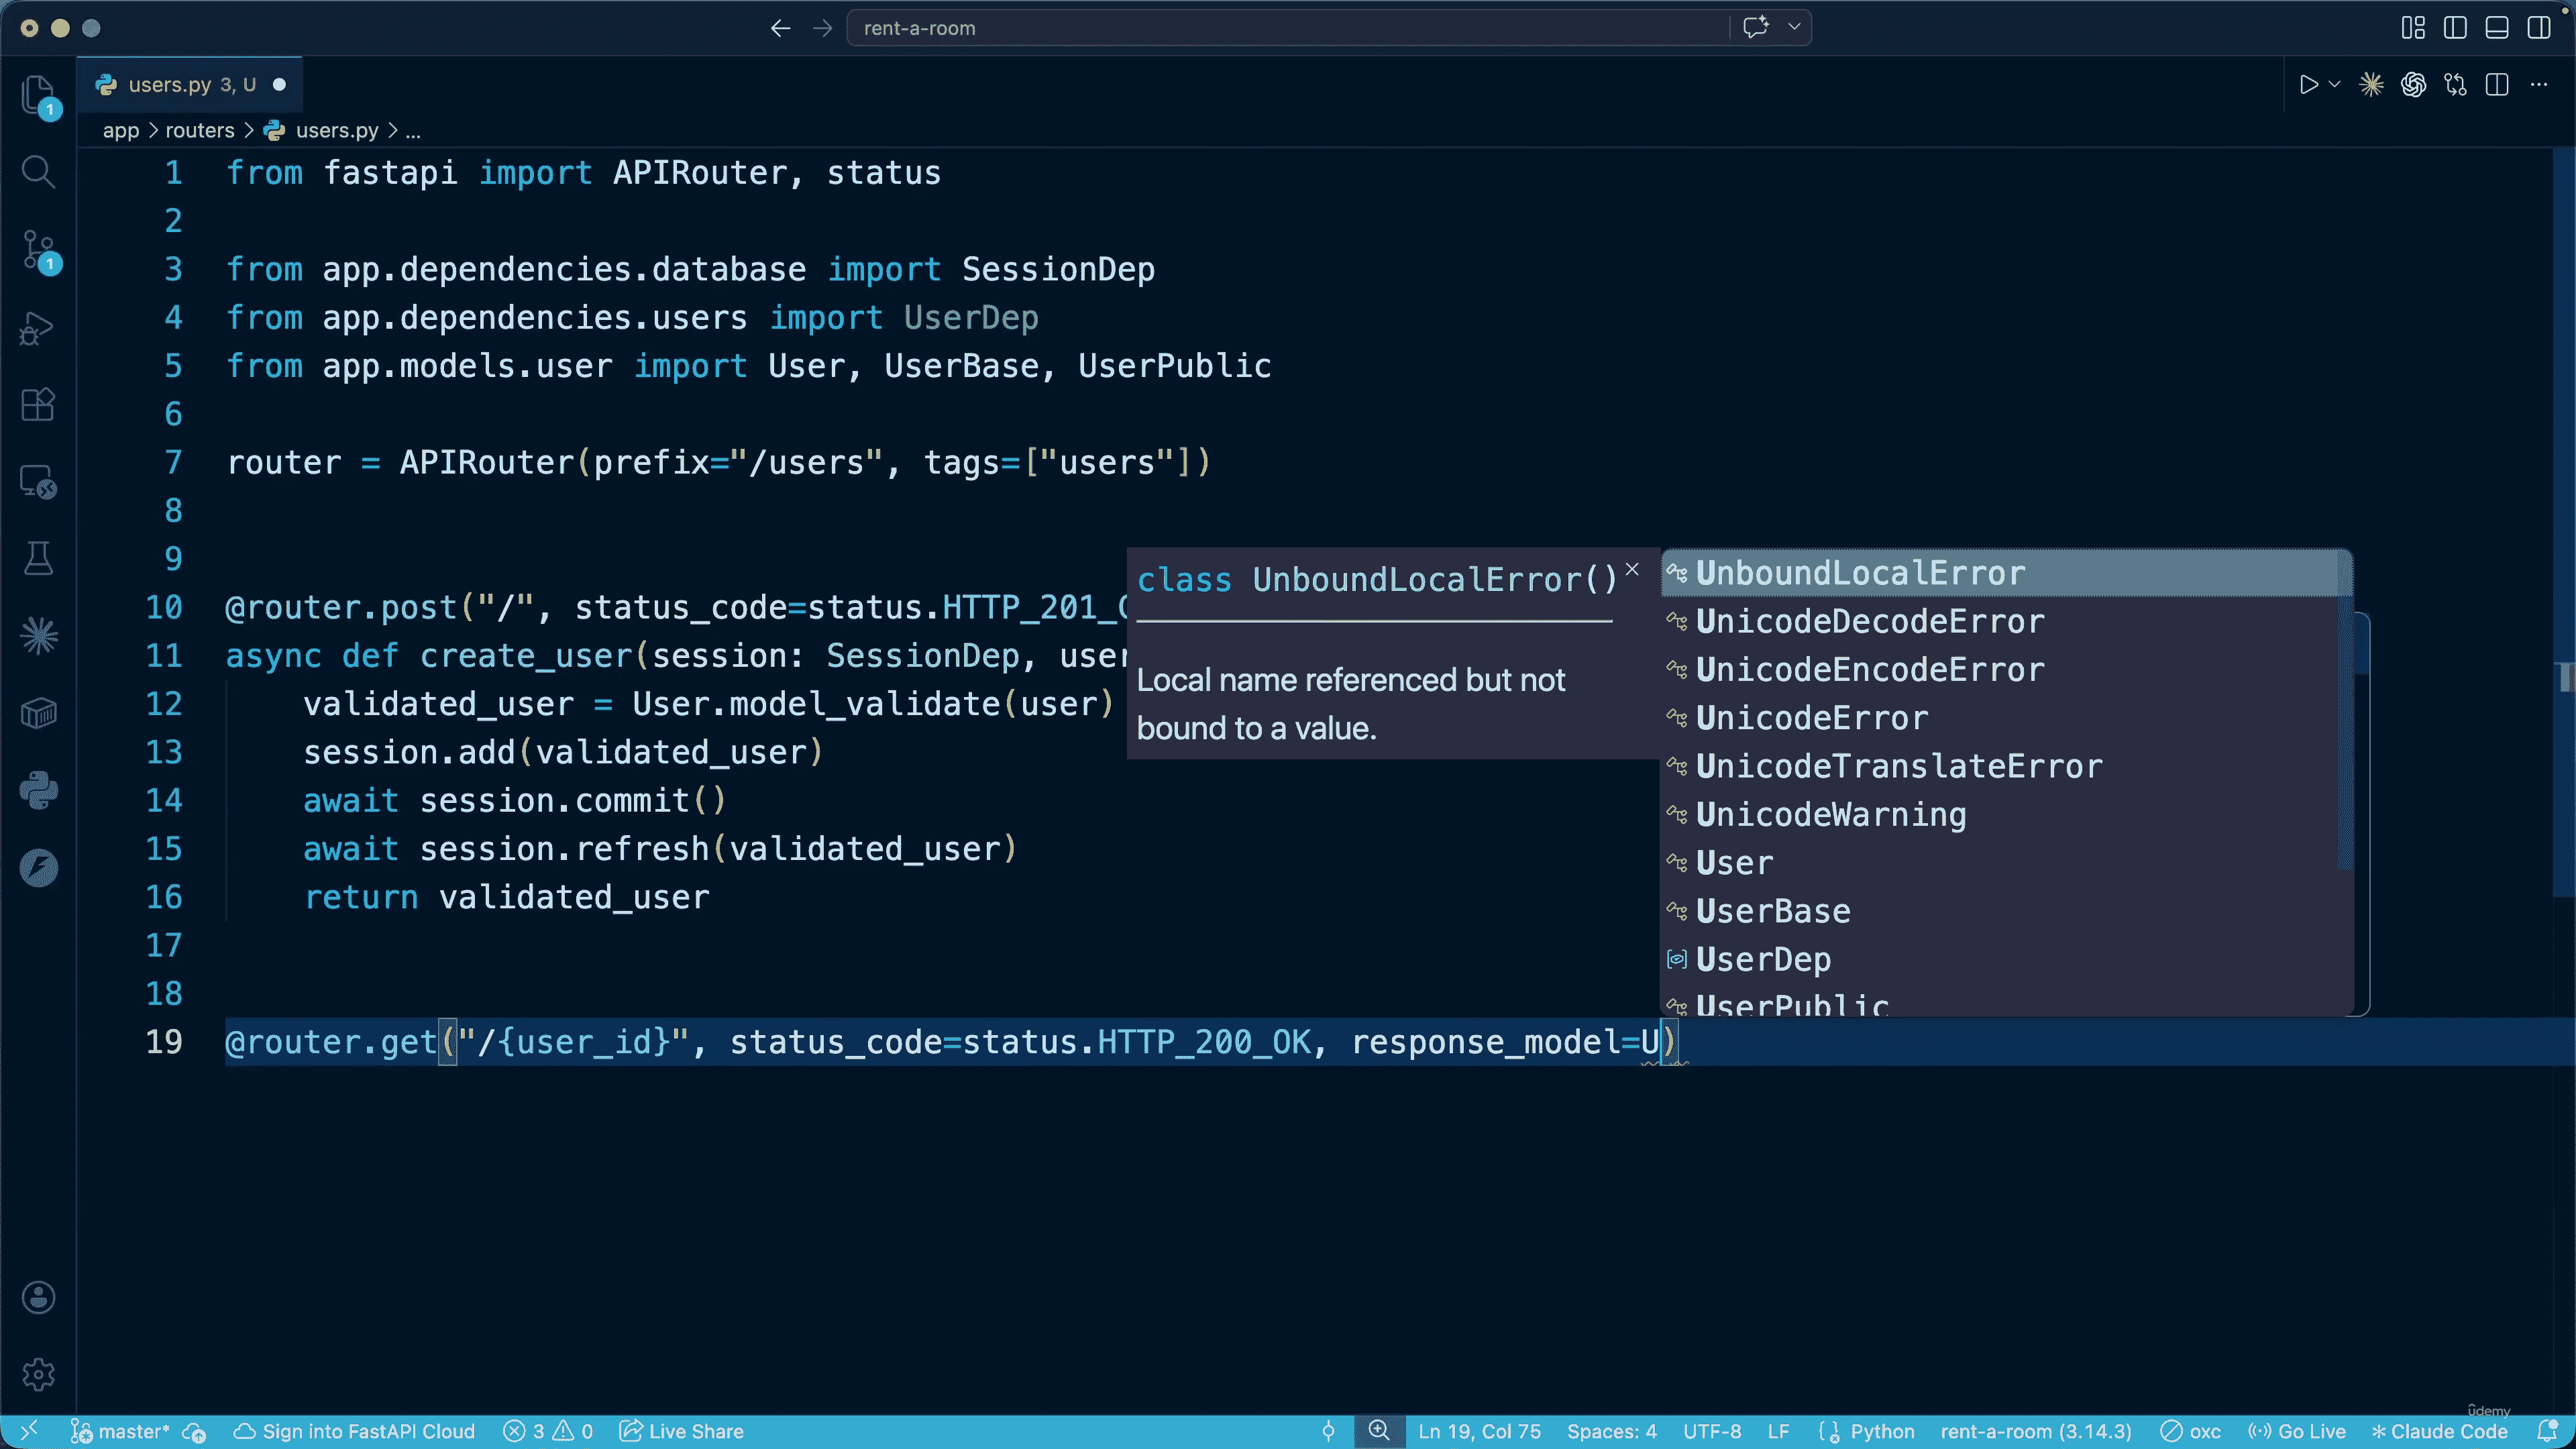 rent-a-room
users.py 3, U
app > routers > users.py > ...
1 from fastapi import APIRouter, status
2
3 from app.dependencies.database import SessionDep
4 from app.dependencies.users import UserDep
5 from app.models.user import User, UserBase, UserPublic
6
7 router = APIRouter(prefix="/users", tags=["users"])
8
9
10 @router.post("/", status_code=status.HTTP_201_
11 async def create_user(session: SessionDep, user
12 validated_user = User.model_validate(user)
13 session.add(validated_user)
14 await session.commit()
15 await session.refresh(validated_user)
16 return validated_user
17
18
19 @router.get("/{user_id}", status_code=status.HTTP_200_OK, response_model=U)
class UnboundLocalError()
Local name referenced but not
bound to a value.
UnboundLocalError
UnicodeDecodeError
UnicodeEncodeError
UnicodeError
UnicodeTranslateError
UnicodeWarning
User
UserBase
UserDep
UserPublic
1
1
udemy
master* Sign into FastAPI Cloud 3 0 Live Share Ln 19, Col 75 Spaces: 4 UTF-8 LF Python rent-a-room (3.14.3) oxc Go Live Claude Code